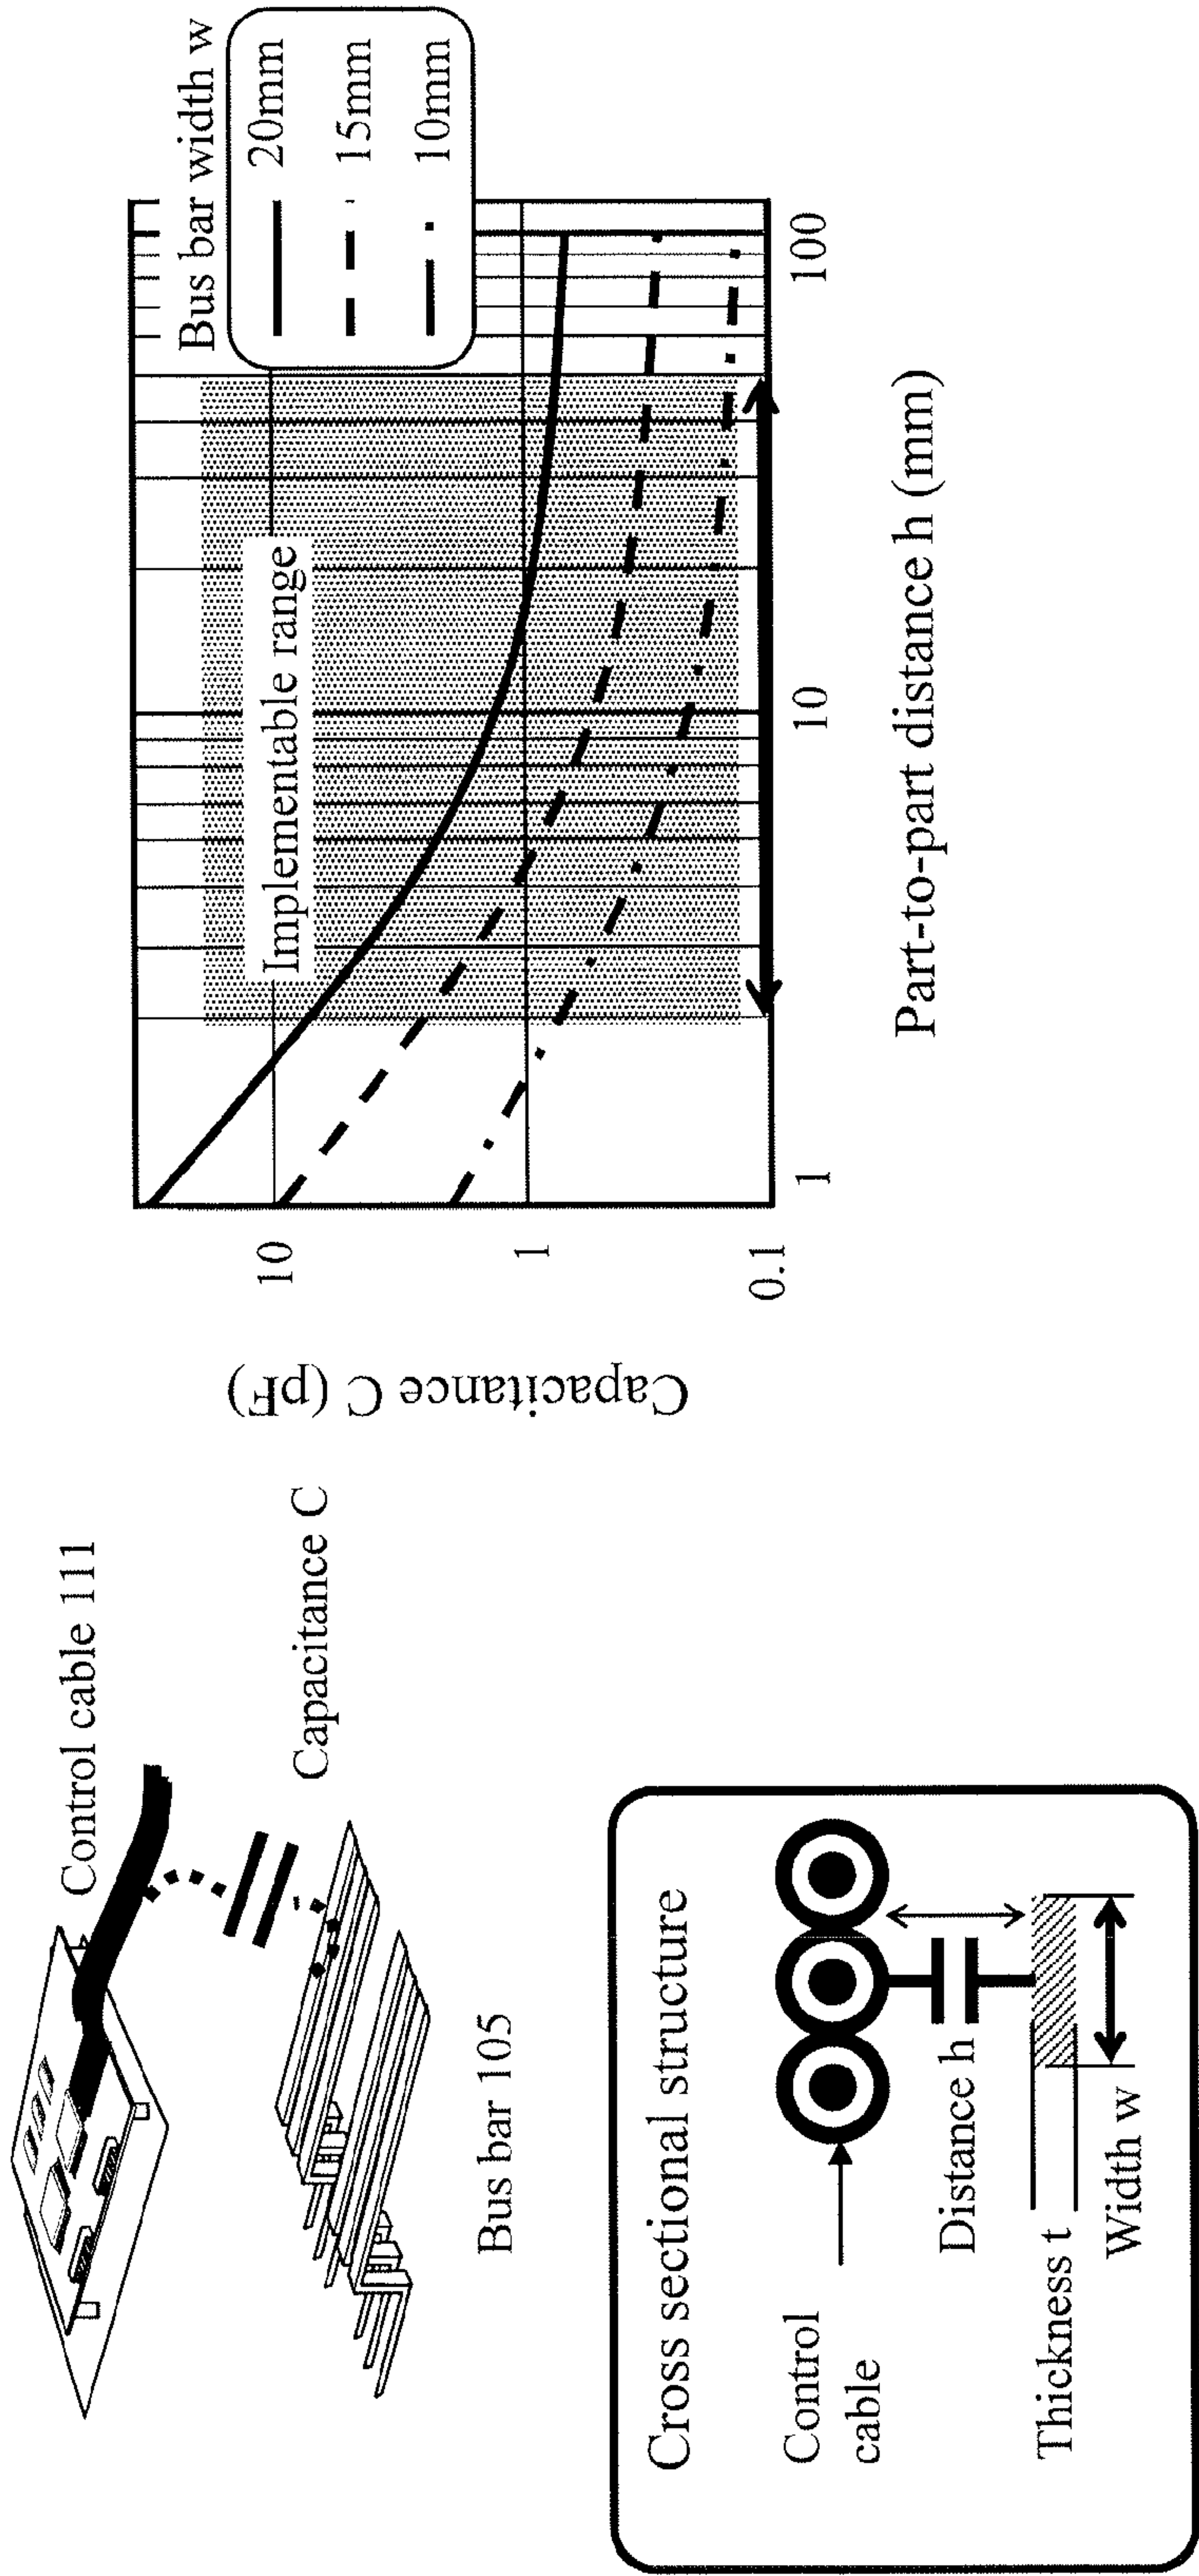 Control cable 111
Capacitance C
Bus bar 105
Cross sectional structure
Control
cable
Distance h
Thickness t
Width w
Capacitance C (pF)
10
1
0.1
Implementable range
Bus bar width w
20mm
15mm
10mm
1
10
100
Part-to-part distance h (mm)